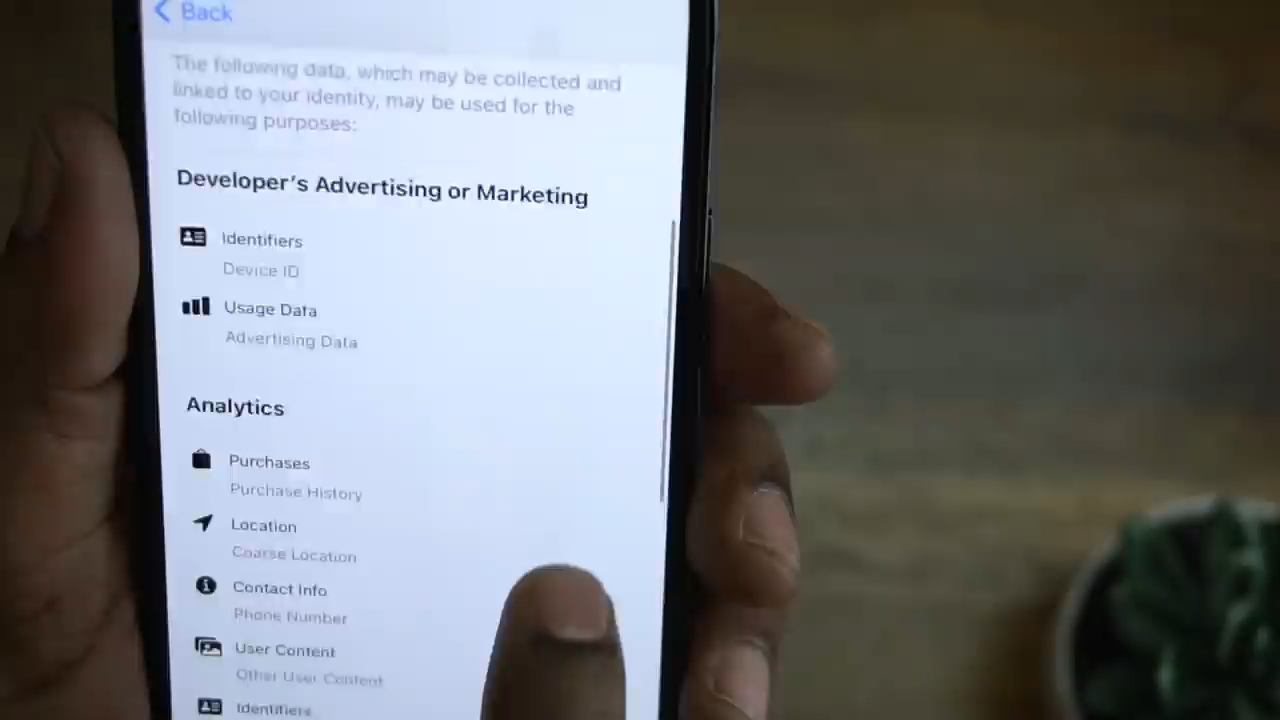 Back
The following data, which may be collected and
linked to your identity, may be used for the
following purposes:
Developer's Advertising or Marketing
Identifiers
Device ID
Usage Data
Advertising Data
Analytics
Purchases
Purchase History
Location
Coarse Location
Contact Info
Phone Number
User Content
Other User Content
Identifiers